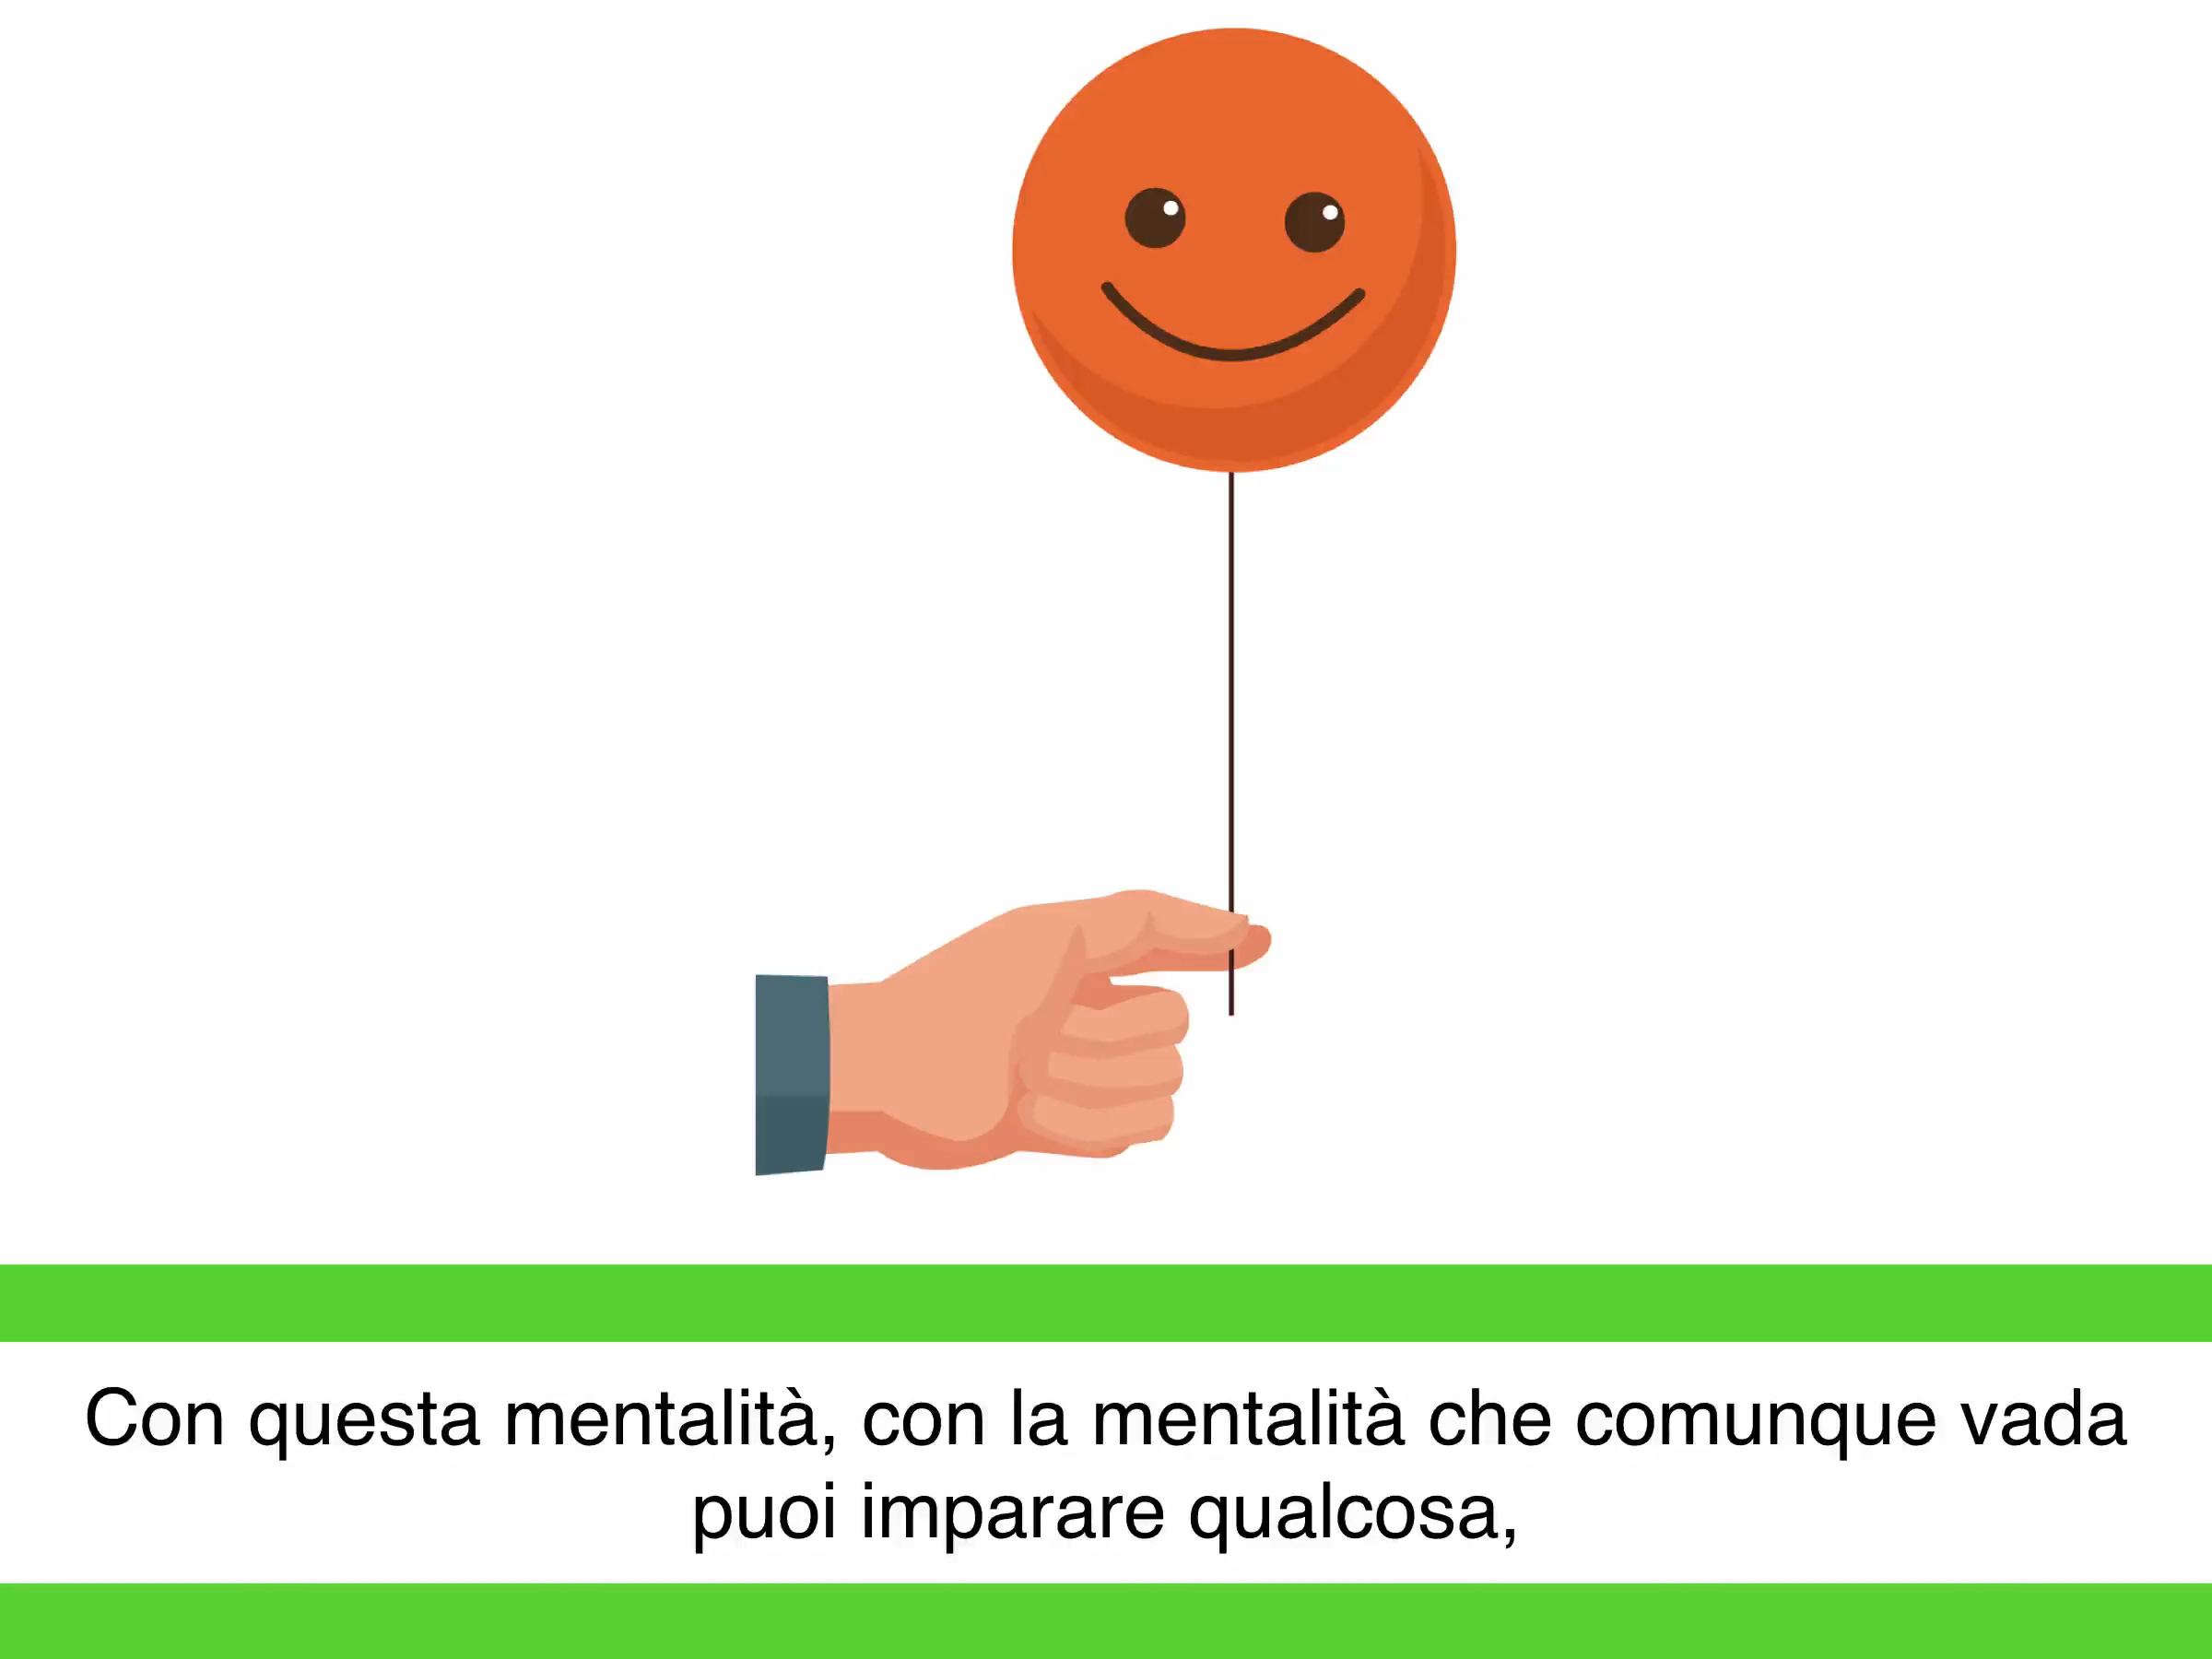 Con questa mentalità, con la mentalità che comunque vada
puoi imparare qualcosa,